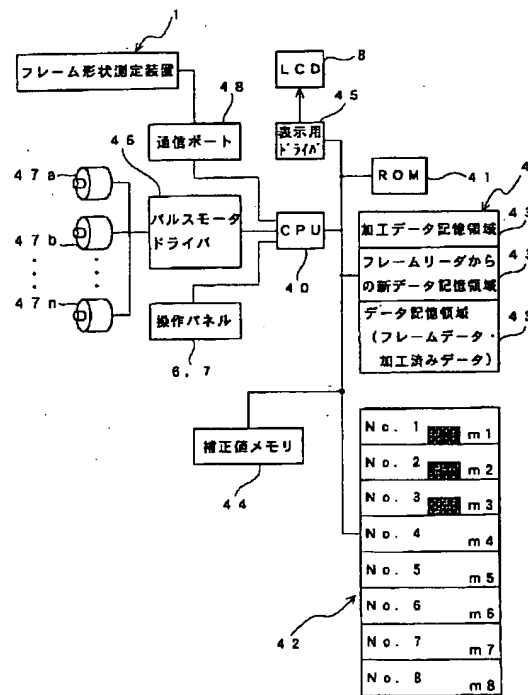 1
フレーム形状測定装置
8
LCD
48
45
通信ポート
表示用
ドライバ
46
47a
パルスモータ
ドライバ
CPU
40
ROM
41
4
加工データ記憶領域
43
フレームリーダから
の新データ記憶領域
43
データ記憶領域
(フレームデータ・
加工済みデータ)
43
47b
47n
操作パネル
6, 7
補正値メモリ
44
No. 1 m1
No. 2 m2
No. 3 m3
No. 4 m4
No. 5 m5
No. 6 m6
No. 7 m7
No. 8 m8
42